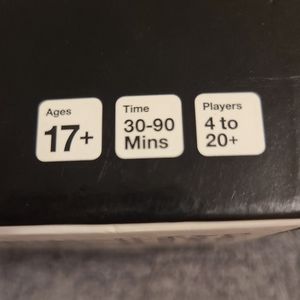 Ages
17+
Time
30-90
Mins
Players
4 to
20+